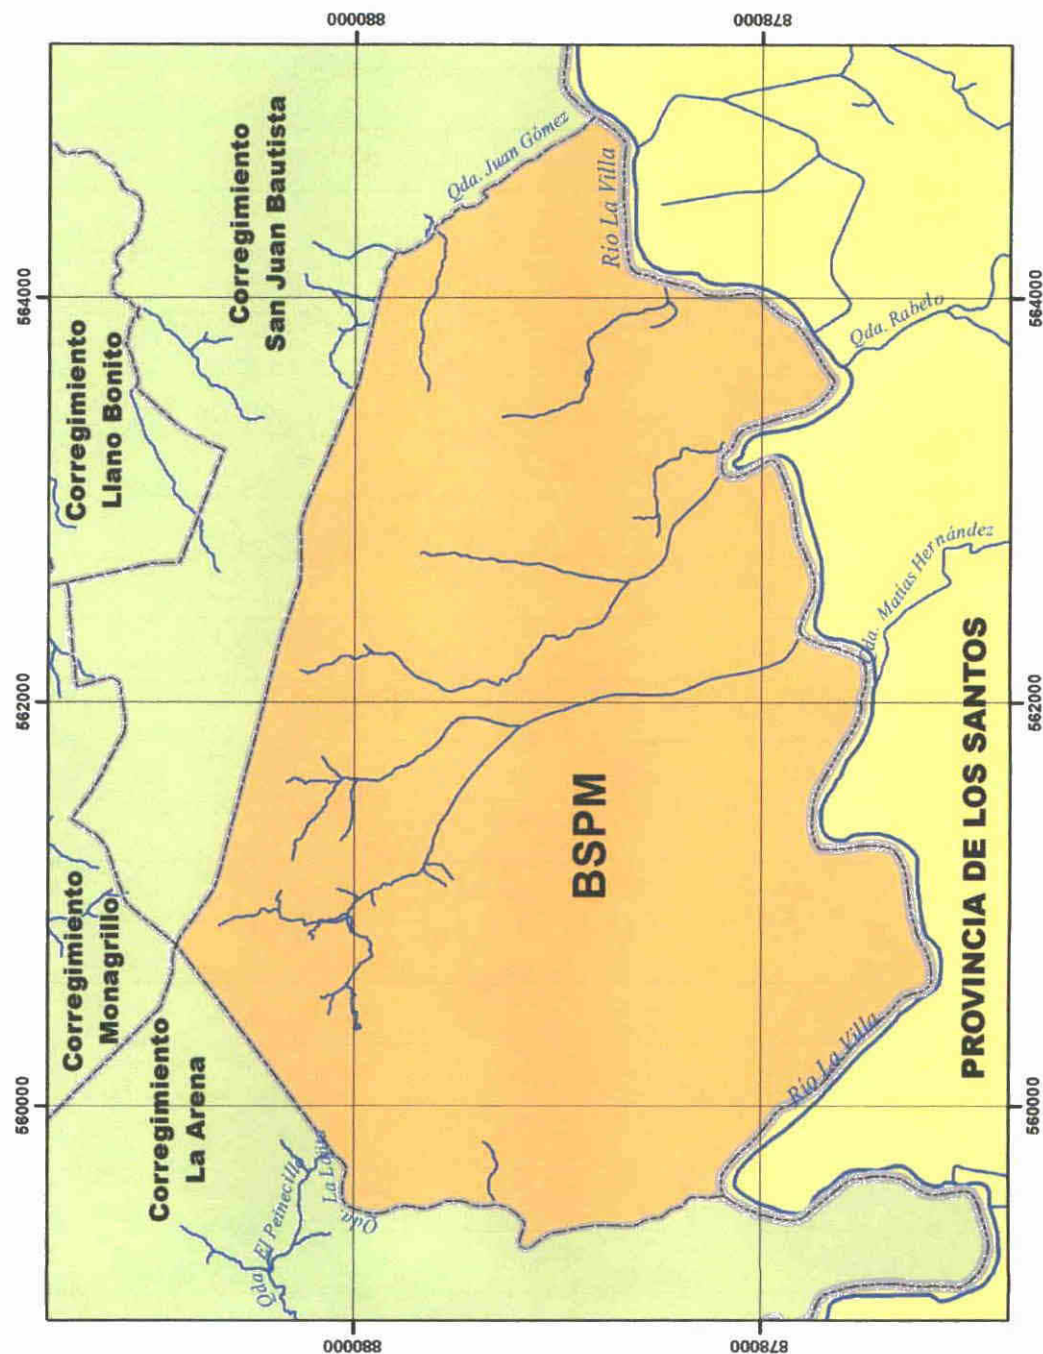 560000
562000
564000
880000
880000
878000
878000
560000
562000
564000
Corregimiento
Monagrillo
Corregimiento
Llano Bonito
Corregimiento
La Arena
Corregimiento
San Juan Bautista
Qda. El Peinecillo
Qda. La Lajita
Qda. Juan Gómez
BSPM
Río La Villa
Río La Villa
Qda. Rabelo
Qda. Matías Hernández
PROVINCIA DE LOS SANTOS